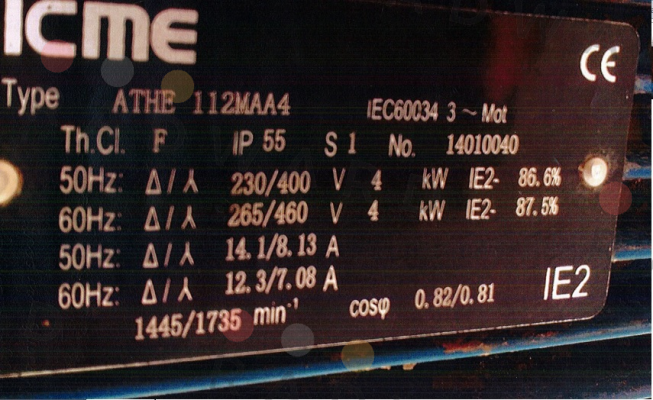 ICME
CE
Type ATHE 112MAA4 IEC60034 3 ~ Mot
Th.Cl. F IP 55 S 1 No. 14010040
50Hz: Δ / ⅄ 230/400 V 4 kW IE2- 86.6%
60Hz: Δ / ⅄ 265/460 V 4 kW IE2- 87.5%
50Hz: Δ / ⅄ 14.1/8.13 A
60Hz: Δ / ⅄ 12.3/7.08 A
IE2
1445/1735 min⁻¹ cosφ 0.82/0.81